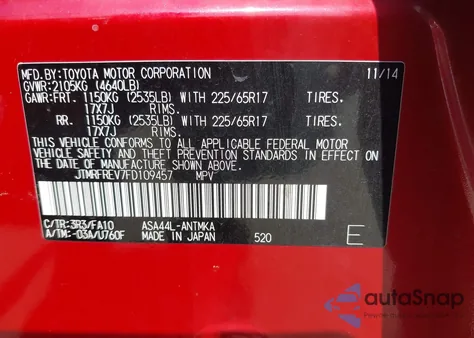 MFD. BY: TOYOTA MOTOR CORPORATION 11/14
GVWR: 2105KG (4640LB)
GAWR: FRT. 1150KG (2535LB) WITH 225/65R17 TIRES.
17X7J RIMS.
RR. 1150KG (2535LB) WITH 225/65R17 TIRES.
17X7J RIMS.
THIS VEHICLE CONFORMS TO ALL APPLICABLE FEDERAL MOTOR
VEHICLE SAFETY AND THEFT PREVENTION STANDARDS IN EFFECT ON
THE DATE OF MANUFACTURE SHOWN ABOVE.
JTMRFREV7FD109457 MPV
C/TR: 3R3/FA10 ASA44L-ANTMKA
A/TM: -03A/U760F MADE IN JAPAN 520 E
autoSnap